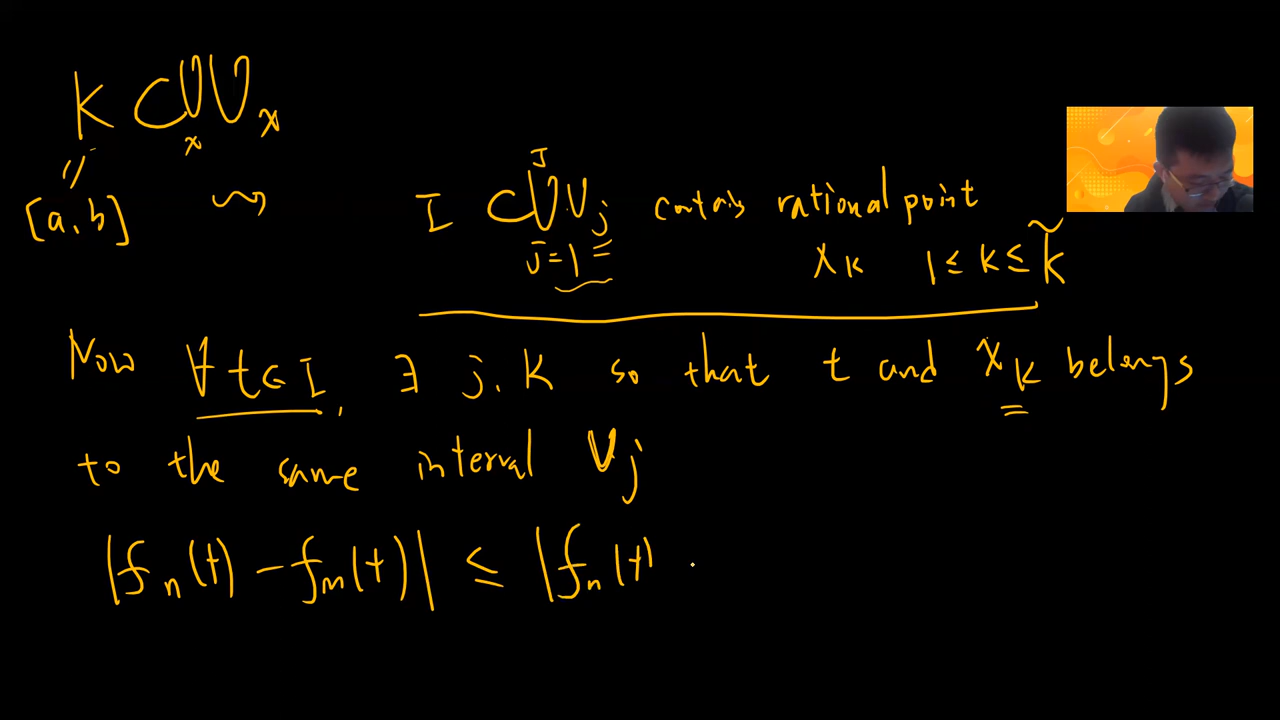 K ⊂ ∪_x U_x
[a, b] ⇝ I ⊂ ∪_{j=1}^{J} U_j contains rational point
x_k 1 ≤ k ≤ k̃
Now ∀ t ∈ I, ∃ j, k so that t and x_k belongs
to the same interval U_j
|f_n(t) - f_m(t)| ≤ |f_n(t)